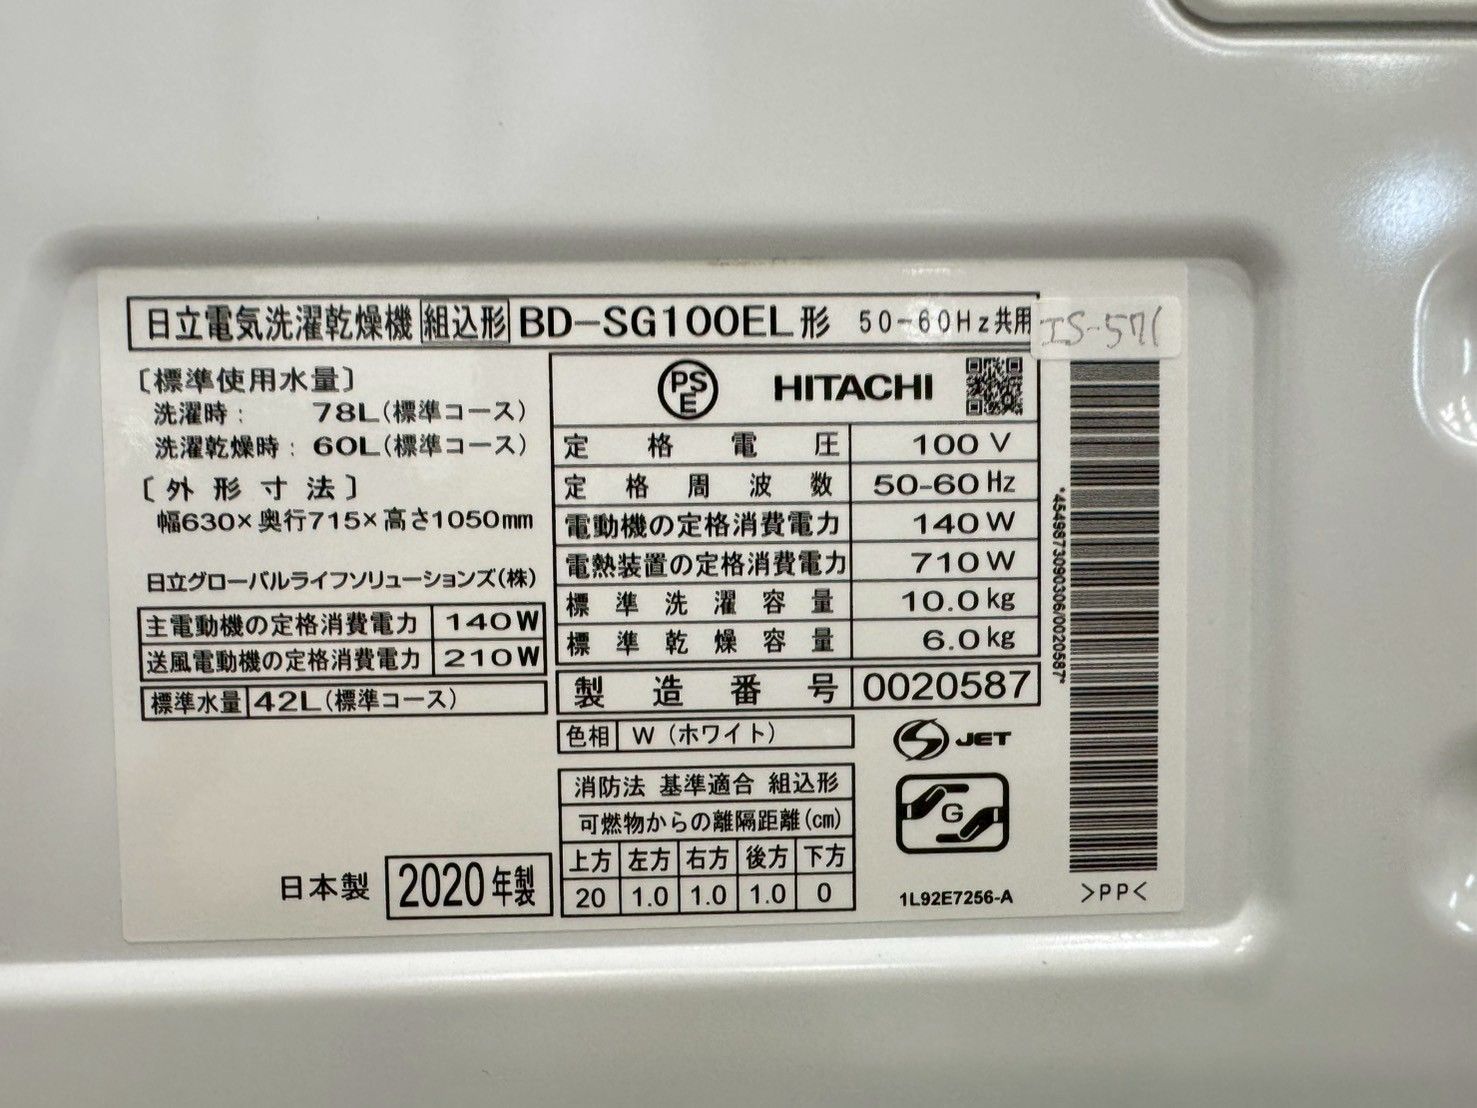 日立電気洗濯乾燥機 組込形 BD-SG100EL形 50-60Hz共用
IS-571
〔標準使用水量〕
洗濯時: 78L(標準コース)
洗濯乾燥時: 60L(標準コース)
〔外形寸法〕
幅630×奥行715×高さ1050mm
日立グローバルライフソリューションズ(株)
主電動機の定格消費電力 140W
送風電動機の定格消費電力 210W
標準水量 42L(標準コース)
日本製 2020年製
PSE HITACHI
定格電圧 100V
定格周波数 50-60Hz
電動機の定格消費電力 140W
電熱装置の定格消費電力 710W
標準洗濯容量 10.0kg
標準乾燥容量 6.0kg
製造番号 0020587
色相 W(ホワイト)
JET
消防法 基準適合 組込形
可燃物からの離隔距離(cm)
上方 左方 右方 後方 下方
20 1.0 1.0 1.0 0
G
1L92E7256-A
*4549873090306/0020587*
>PP<